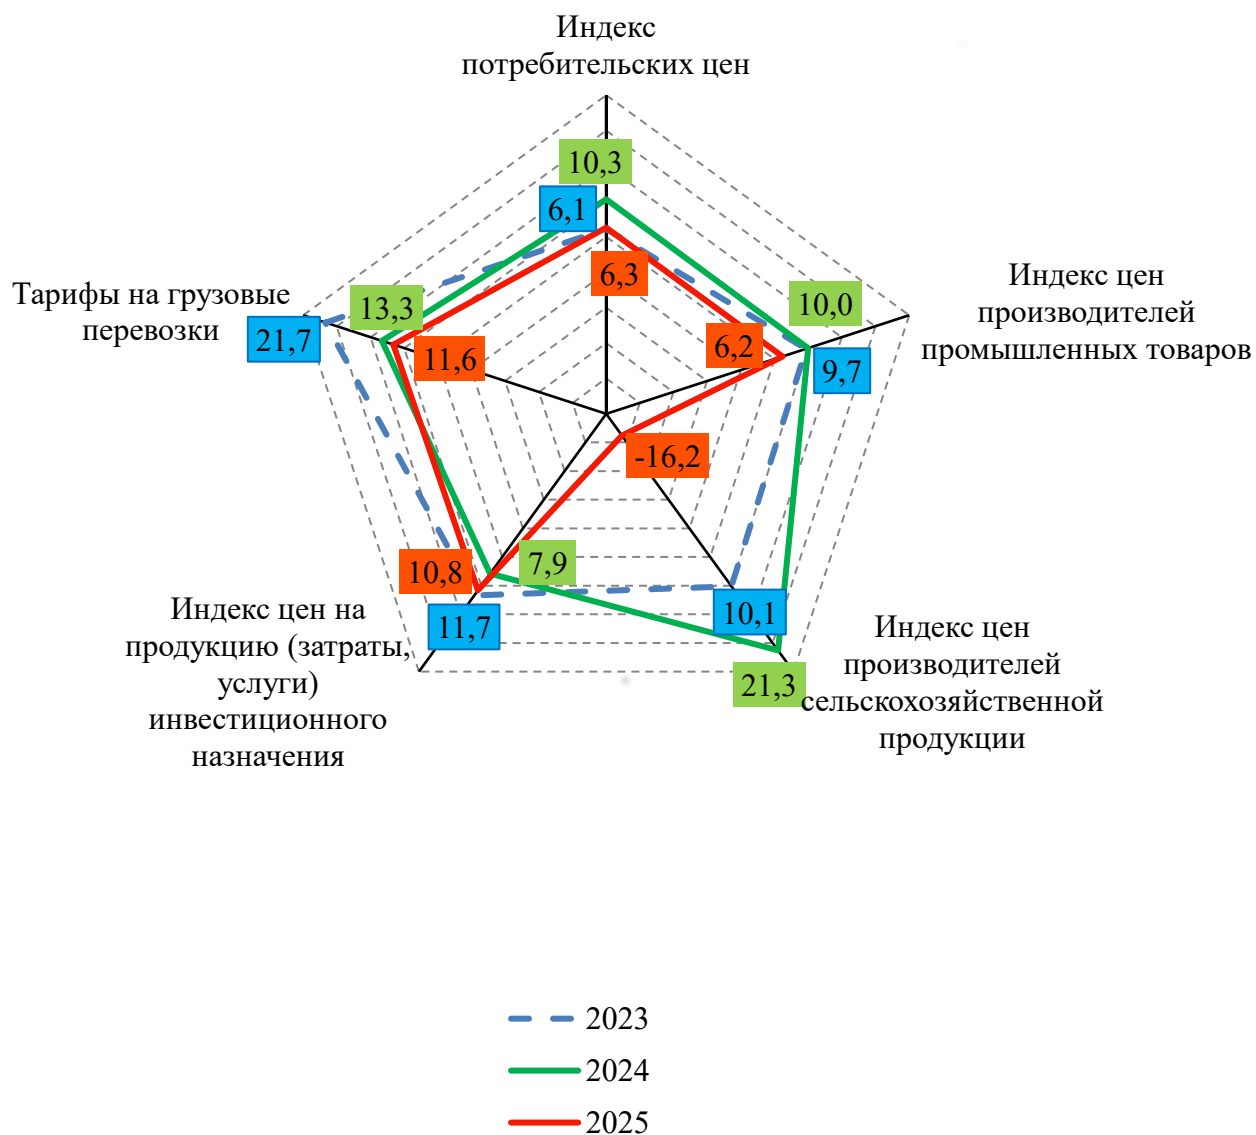 Индекс
потребительских цен
10,3
6,1
6,3
Индекс цен
производителей
промышленных товаров
10,0
6,2
9,7
Тарифы на грузовые
перевозки
13,3
21,7
11,6
-16,2
10,8
7,9
11,7
10,1
21,3
Индекс цен на
продукцию (затраты,
услуги)
инвестиционного
назначения
Индекс цен
производителей
сельскохозяйственной
продукции
2023
2024
2025